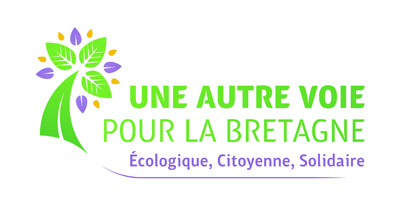 UNE AUTRE VOIE
POUR LA BRETAGNE
Écologique, Citoyenne, Solidaire